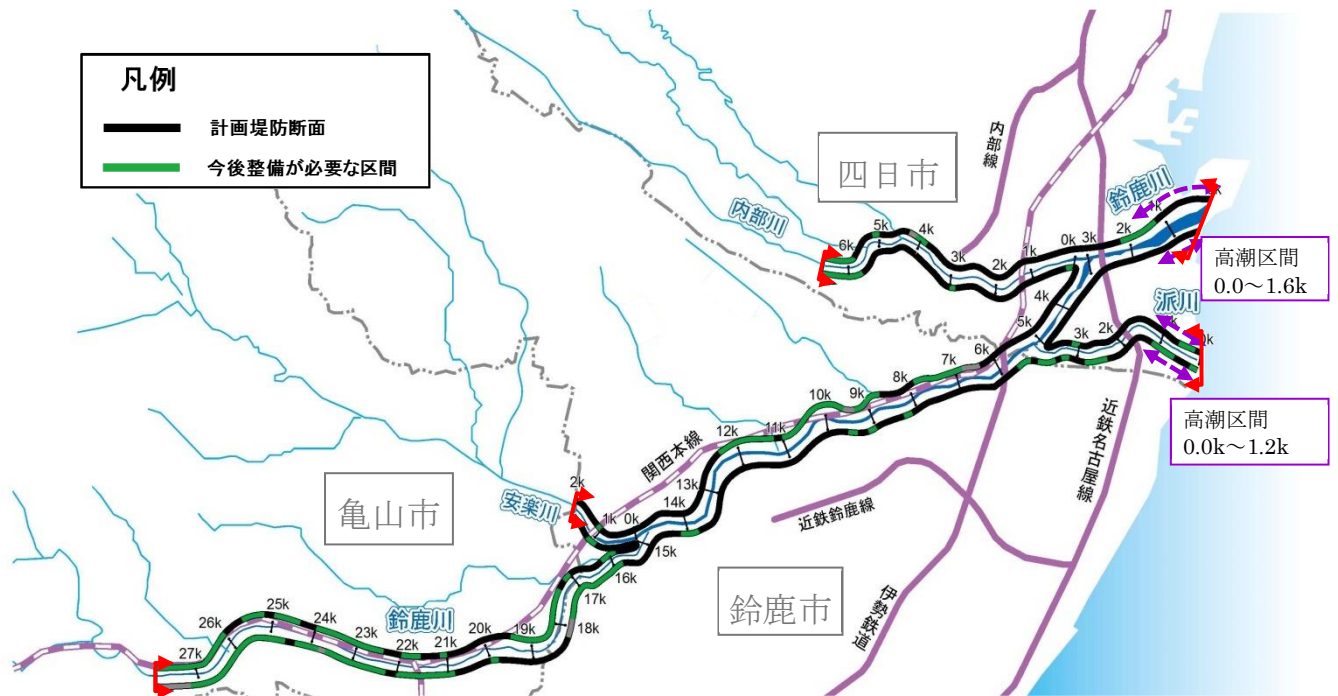 凡例
計画堤防断面
今後整備が必要な区間
四日市
内部線
鈴鹿川
内部川
高潮区間
0.0～1.6k
派川
高潮区間
0.0k～1.2k
6k
5k
4k
3k
2k
1k
0k
3k
2k
1k
4k
5k
3k
2k
6k
7k
8k
9k
10k
11k
12k
13k
14k
15k
関西本線
近鉄名古屋線
近鉄鈴鹿線
伊勢鉄道
鈴鹿市
亀山市
安楽川
2k
1k
0k
16k
17k
18k
19k
20k
21k
22k
23k
24k
25k
26k
27k
鈴鹿川